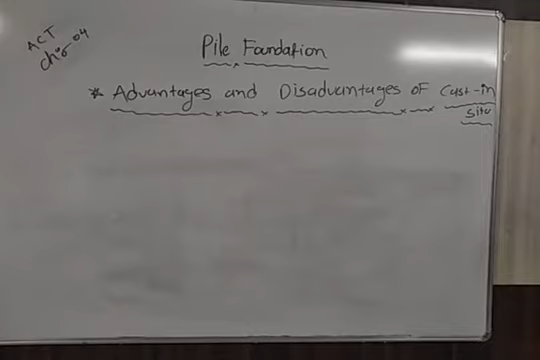 ACT
ch:- 04
Pile Foundation
* Advantages and Disadvantages of Cast-in
situ